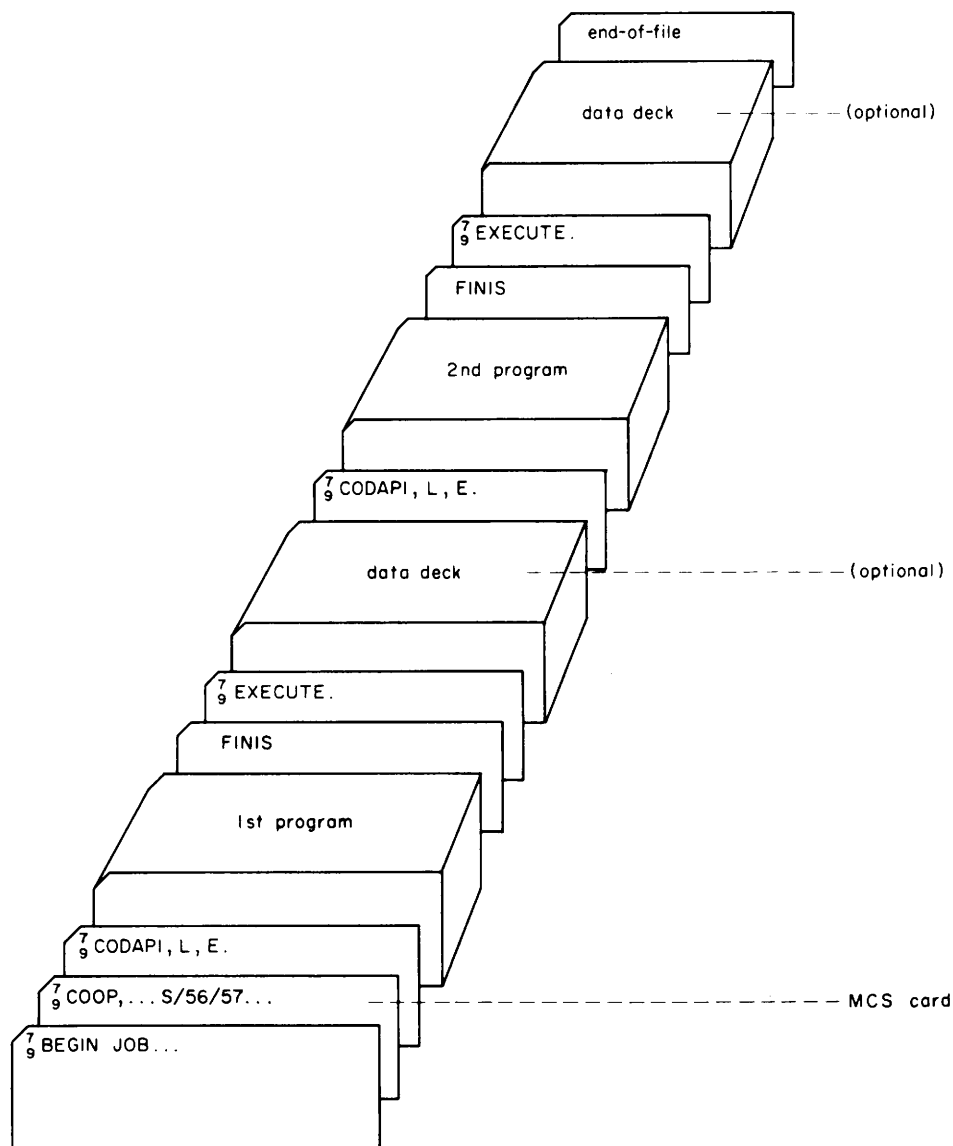 end-of-file
data deck (optional)
7
9 EXECUTE.
FINIS
2nd program
7
9 CODAPI, L, E.
data deck (optional)
7
9 EXECUTE.
FINIS
1st program
7
9 CODAPI, L, E.
7
9 COOP,... S/56/57... MCS card
7
9 BEGIN JOB...